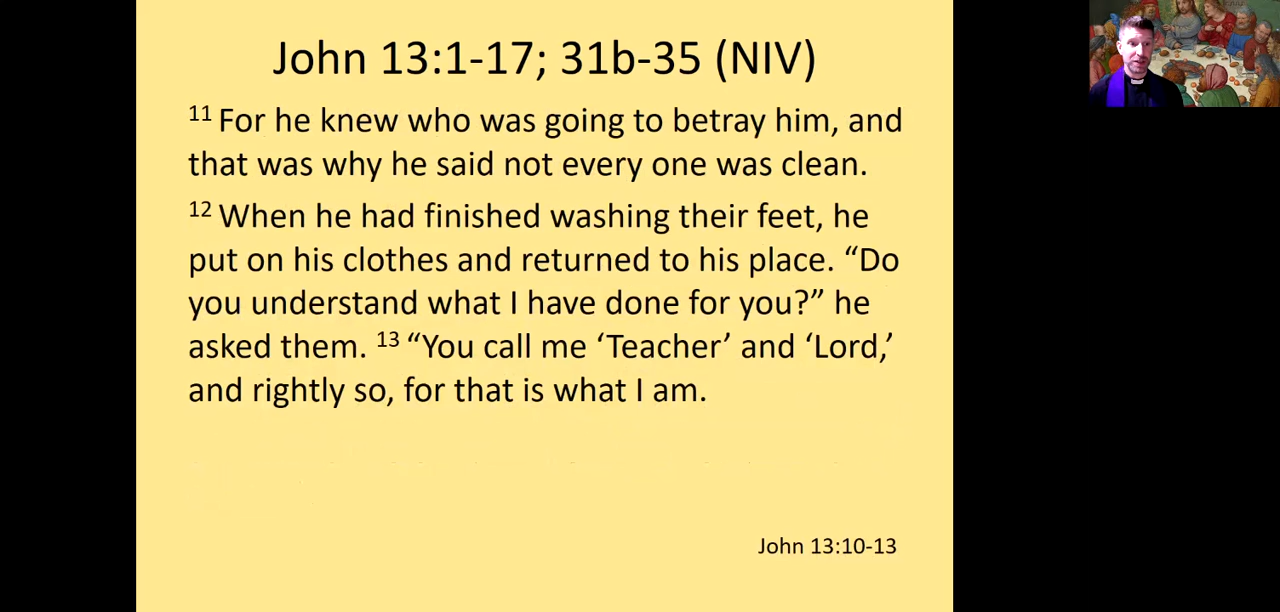 John 13:1-17; 31b-35 (NIV)
11 For he knew who was going to betray him, and
that was why he said not every one was clean.
12 When he had finished washing their feet, he
put on his clothes and returned to his place. “Do
you understand what I have done for you?” he
asked them. 13 “You call me ‘Teacher’ and ‘Lord,’
and rightly so, for that is what I am.
John 13:10-13